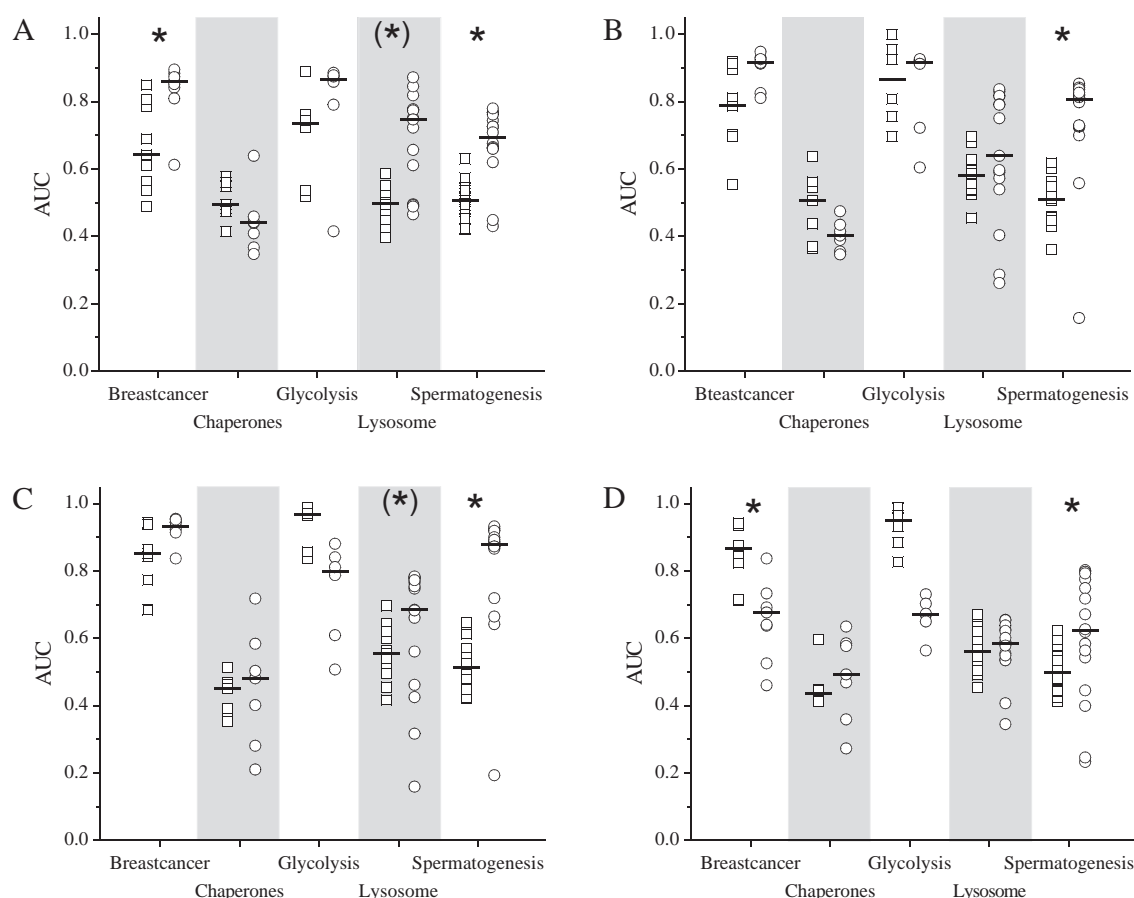 A
B
1.0
0.8
0.6
0.4
0.2
0.0
AUC
*
(*)
*
Breastcancer
Glycolysis
Spermatogenesis
Chaperones
Lysosome
1.0
0.8
0.6
0.4
0.2
0.0
AUC
*
Bteastcancer
Glycolysis
Spermatogenesis
Chaperones
Lysosome
C
D
1.0
0.8
0.6
0.4
0.2
0.0
AUC
(*)
*
Breastcancer
Glycolysis
Spermatogenesis
Chaperones
Lysosome
1.0
0.8
0.6
0.4
0.2
0.0
AUC
*
*
Breastcancer
Glycolysis
Spermatogenesis
Chaperones
Lysosome